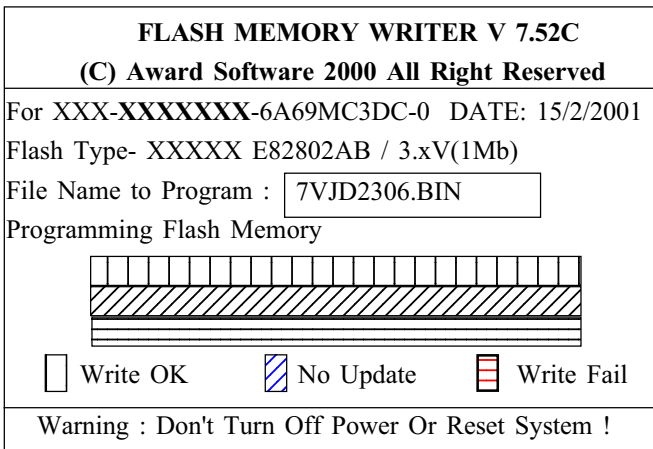 FLASH MEMORY WRITER V 7.52C
(C) Award Software 2000 All Right Reserved
For XXX-XXXXXXX-6A69MC3DC-0 DATE: 15/2/2001
Flash Type- XXXXX E82802AB / 3.xV(1Mb)
File Name to Program : 7VJD2306.BIN
Programming Flash Memory
Write OK No Update Write Fail
Warning : Don't Turn Off Power Or Reset System !